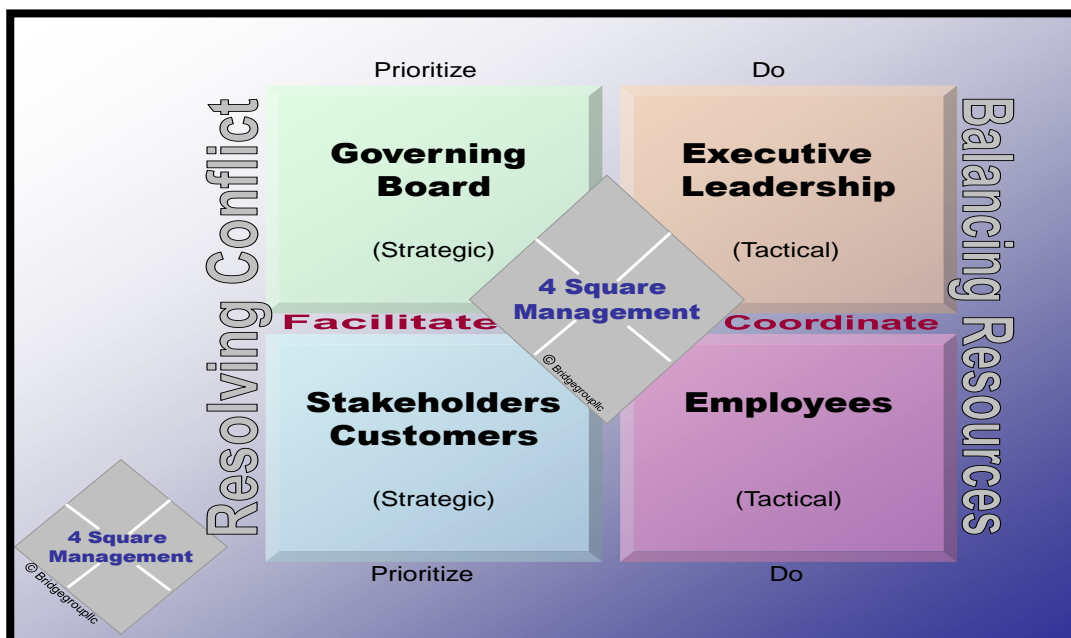 Prioritize
Do
Resolving Conflict
Governing
Board
(Strategic)
Executive
Leadership
(Tactical)
Balancing Resources
4 Square
Management
© Bridgegroupllc
Facilitate
Coordinate
Stakeholders
Customers
(Strategic)
Employees
(Tactical)
4 Square
Management
© Bridgegroupllc
Prioritize
Do